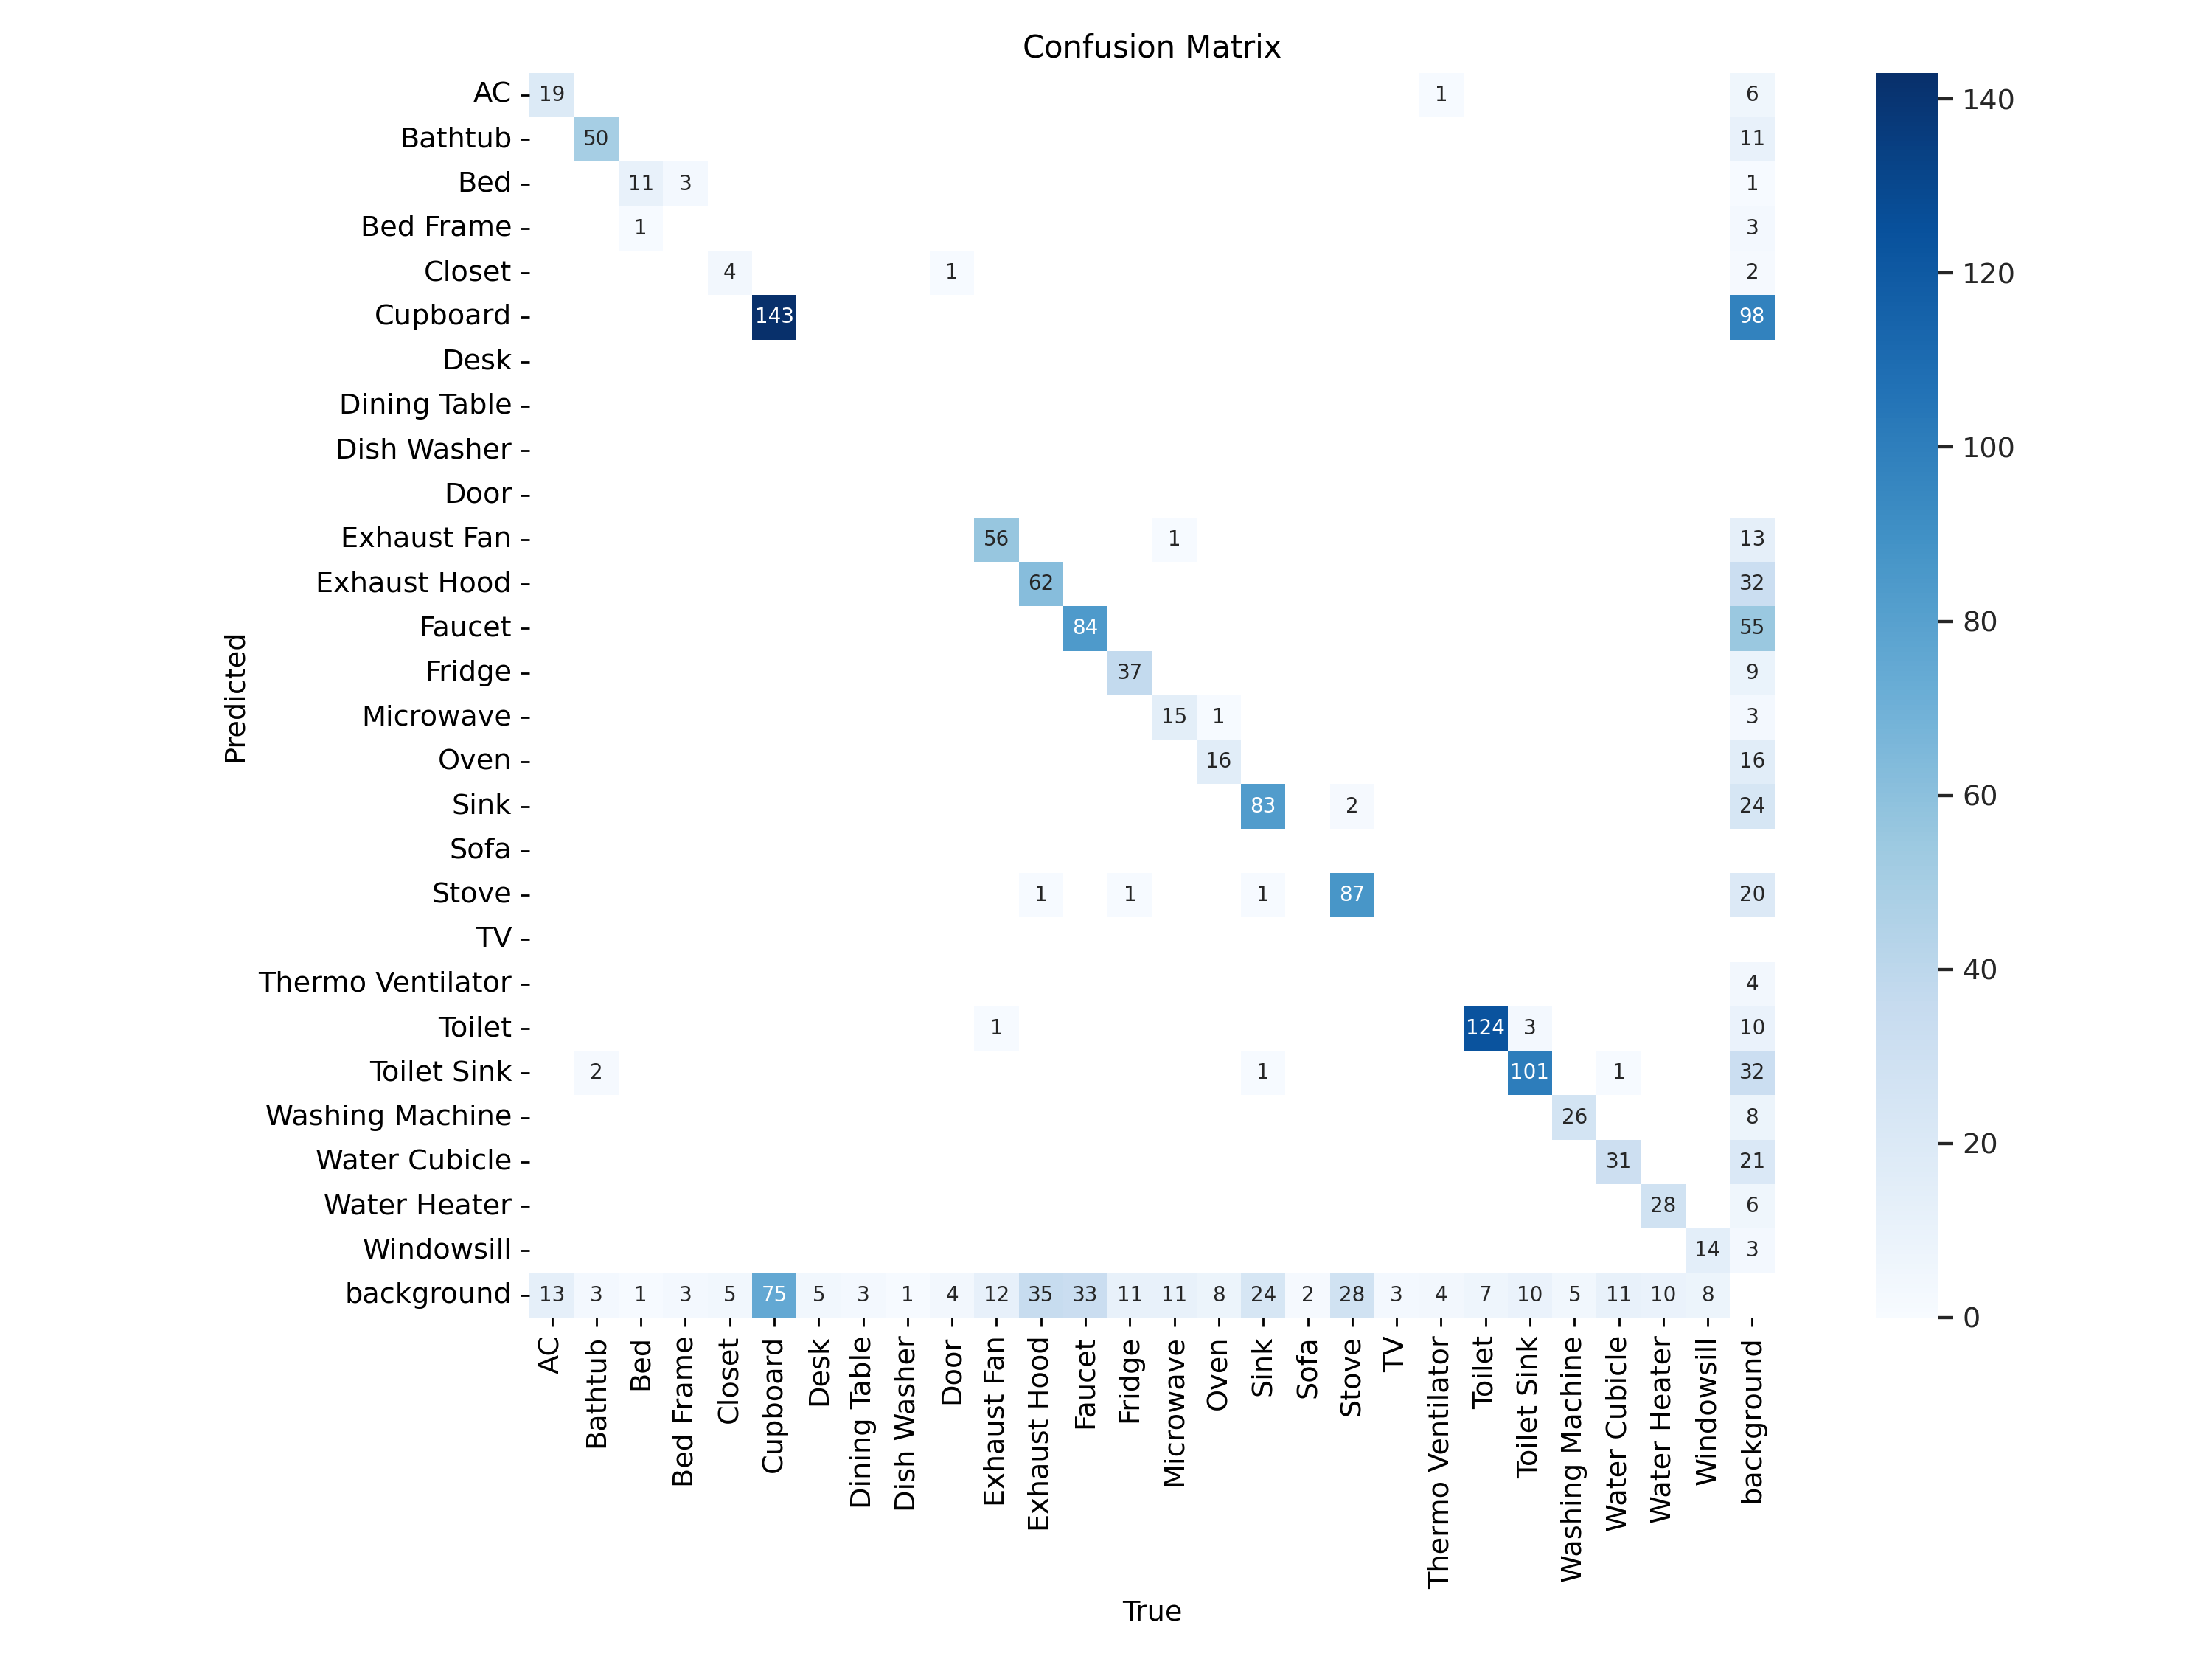 Confusion Matrix
AC 19 1 6
Bathtub 50 11
Bed 11 3 1
Bed Frame 1 3
Closet 4 1 2
Cupboard 143 98
Desk
Dining Table
Dish Washer
Door
Exhaust Fan 56 1 13
Exhaust Hood 62 32
Faucet 84 55
Fridge 37 9
Microwave 15 1 3
Oven 16 16
Sink 83 2 24
Sofa
Stove 1 1 1 87 20
TV
Thermo Ventilator 4
Toilet 1 124 3 10
Toilet Sink 2 1 101 1 32
Washing Machine 26 8
Water Cubicle 31 21
Water Heater 28 6
Windowsill 14 3
background 13 3 1 3 5 75 5 3 1 4 12 35 33 11 11 8 24 2 28 3 4 7 10 5 11 10 8
Predicted
AC
Bathtub
Bed
Bed Frame
Closet
Cupboard
Desk
Dining Table
Dish Washer
Door
Exhaust Fan
Exhaust Hood
Faucet
Fridge
Microwave
Oven
Sink
Sofa
Stove
TV
Thermo Ventilator
Toilet
Toilet Sink
Washing Machine
Water Cubicle
Water Heater
Windowsill
background
True
140
120
100
80
60
40
20
0